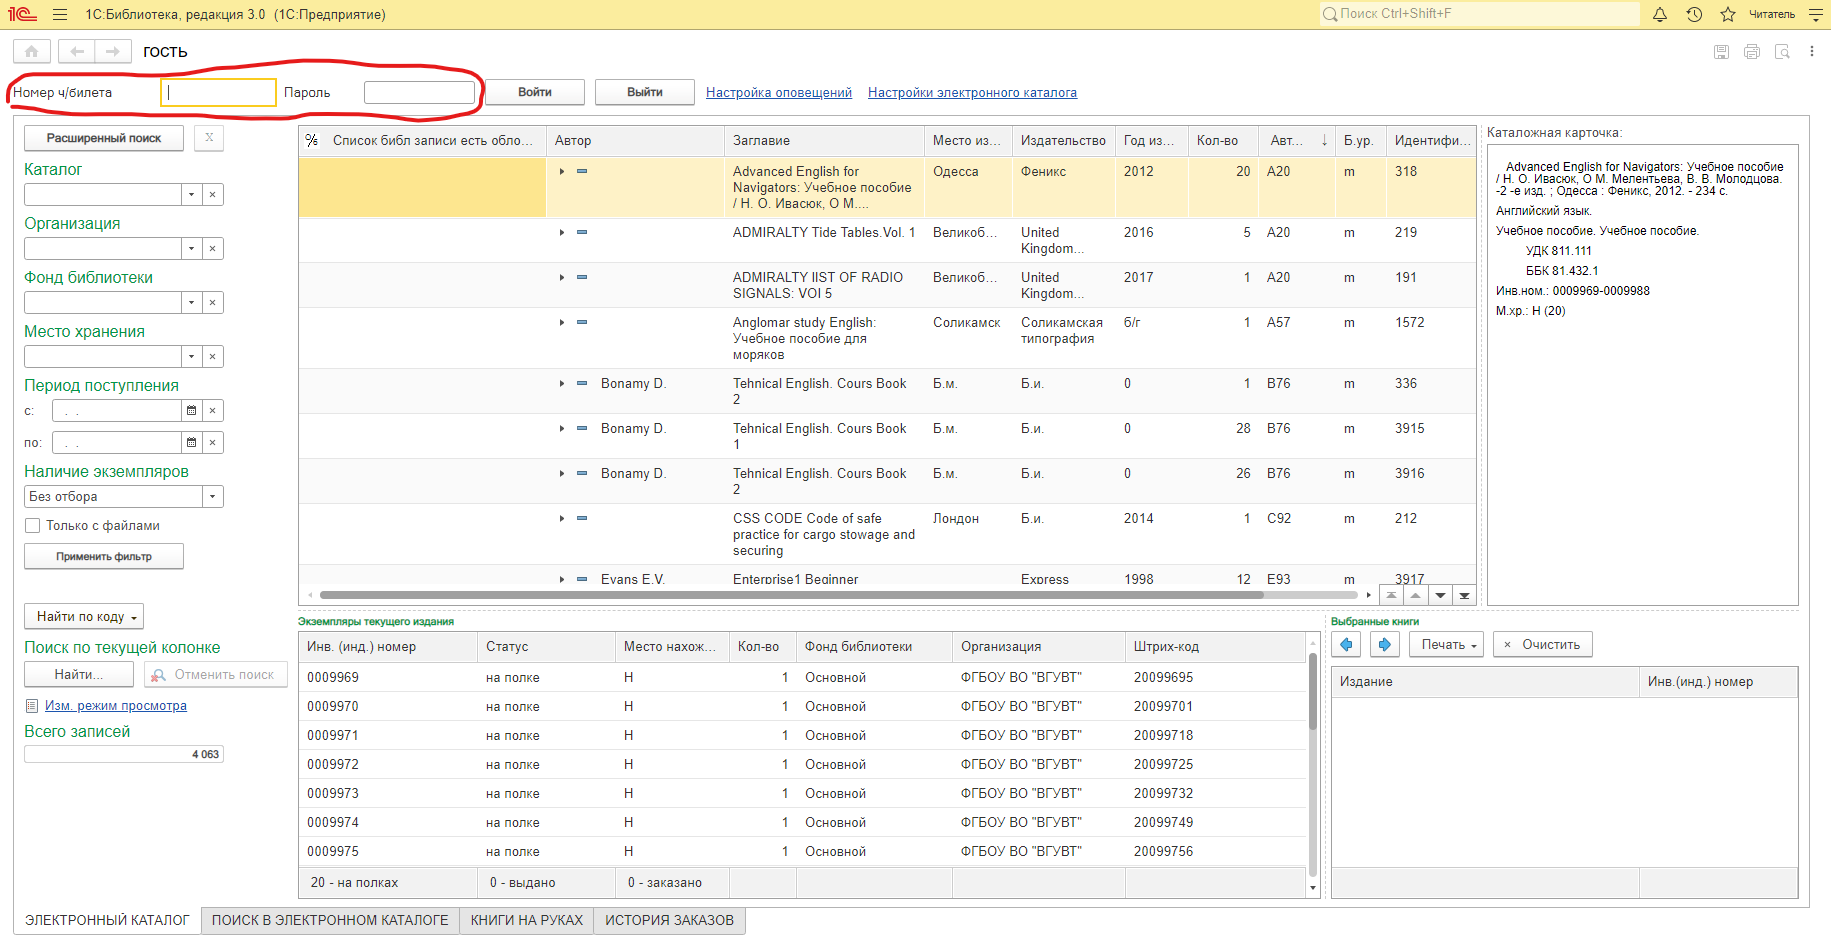 1С:Библиотека, редакция 3.0 (1С:Предприятие)
Поиск Ctrl+Shift+F
Читатель
ГОСТЬ
Номер ч/билета
Пароль
Войти
Выйти
Настройка оповещений
Настройки электронного каталога
Расширенный поиск
X
Каталог
Организация
Фонд библиотеки
Место хранения
Период поступления
с: . .
по: . .
Наличие экземпляров
Без отбора
Только с файлами
Применить фильтр
Найти по коду
Поиск по текущей колонке
Найти...
Отменить поиск
Изм. режим просмотра
Всего записей
4 063
% Список библ записи есть обло... Автор Заглавие Место из... Издательство Год из... Кол-во Авт... ↓ Б.ур. Идентифи...
Advanced English for Одесса Феникс 2012 20 А20 m 318
Navigators: Учебное пособие
/ Н. О. Ивасюк, О М....
ADMIRALTY Tide Tables.Vol. 1 Великоб... United 2016 5 А20 m 219
Kingdom...
ADMIRALTY IIST OF RADIO Великоб... United 2017 1 А20 m 191
SIGNALS: VOI 5 Kingdom...
Anglomar study English: Соликамск Соликамская б/г 1 А57 m 1572
Учебное пособие для типография
моряков
Bonamy D. Tehnical English. Cours Book Б.м. Б.и. 0 1 B76 m 336
2
Bonamy D. Tehnical English. Cours Book Б.м. Б.и. 0 28 B76 m 3915
1
Bonamy D. Tehnical English. Cours Book Б.м. Б.и. 0 26 B76 m 3916
2
CSS CODE Code of safe Лондон Б.и. 2014 1 C92 m 212
practice for cargo stowage and
securing
Evans E.V. Enterprise1 Beginner Express 1998 12 E93 m 3917
Каталожная карточка:
Advanced English for Navigators: Учебное пособие
/ Н. О. Ивасюк, О М. Мелентьева, В. В. Молодцова.
-2 -е изд. ; Одесса : Феникс, 2012. - 234 с.
Английский язык.
Учебное пособие. Учебное пособие.
УДК 811.111
ББК 81.432.1
Инв.ном.: 0009969-0009988
М.хр.: Н (20)
Экземпляры текущего издания
Инв. (инд.) номер Статус Место нахож... Кол-во Фонд библиотеки Организация Штрих-код
0009969 на полке Н 1 Основной ФГБОУ ВО "ВГУВТ" 20099695
0009970 на полке Н 1 Основной ФГБОУ ВО "ВГУВТ" 20099701
0009971 на полке Н 1 Основной ФГБОУ ВО "ВГУВТ" 20099718
0009972 на полке Н 1 Основной ФГБОУ ВО "ВГУВТ" 20099725
0009973 на полке Н 1 Основной ФГБОУ ВО "ВГУВТ" 20099732
0009974 на полке Н 1 Основной ФГБОУ ВО "ВГУВТ" 20099749
0009975 на полке Н 1 Основной ФГБОУ ВО "ВГУВТ" 20099756
20 - на полках 0 - выдано 0 - заказано
Выбранные книги
Печать
× Очистить
Издание Инв.(инд.) номер
ЭЛЕКТРОННЫЙ КАТАЛОГ
ПОИСК В ЭЛЕКТРОННОМ КАТАЛОГЕ
КНИГИ НА РУКАХ
ИСТОРИЯ ЗАКАЗОВ